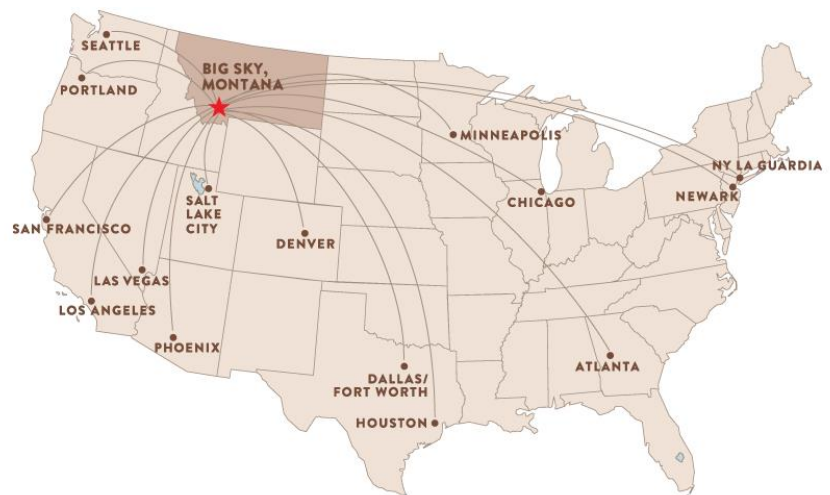 SEATTLE
BIG SKY,
MONTANA
PORTLAND
MINNEAPOLIS
NY LA GUARDIA
NEWARK
CHICAGO
SALT
LAKE
CITY
SAN FRANCISCO
DENVER
LAS VEGAS
LOS ANGELES
PHOENIX
ATLANTA
DALLAS/
FORT WORTH
HOUSTON